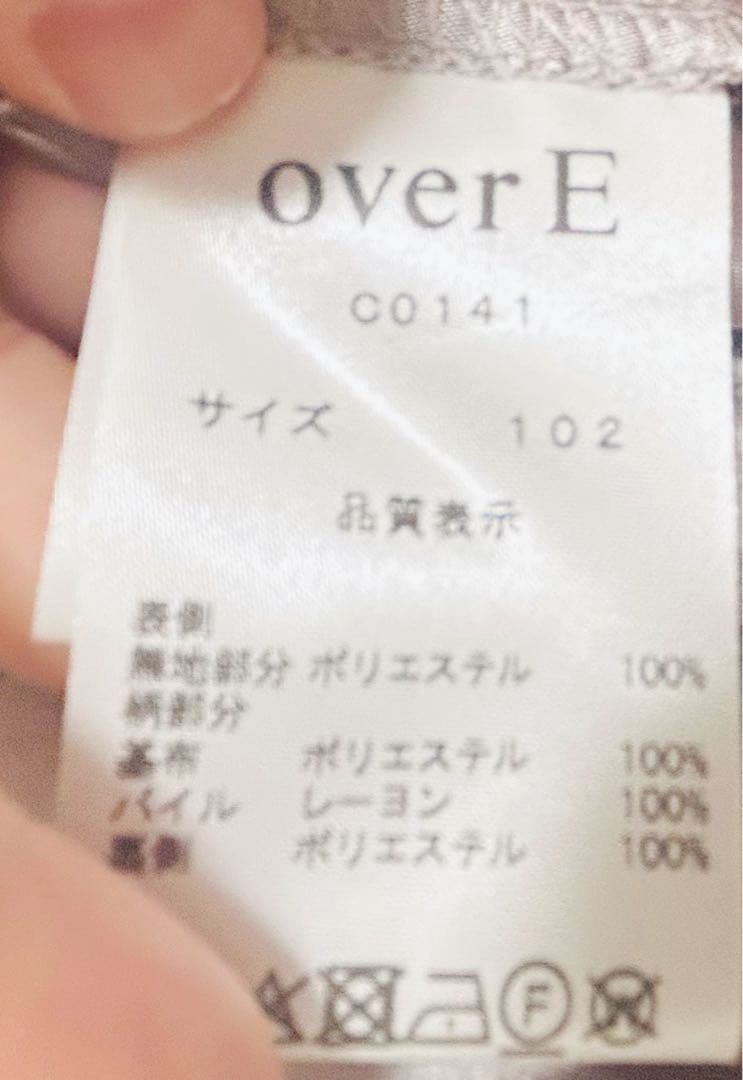 overE
C0141
サイズ 102
品質表示
表側
無地部分 ポリエステル 100%
柄部分
基布 ポリエステル 100%
パイル レーヨン 100%
裏側 ポリエステル 100%
F
W